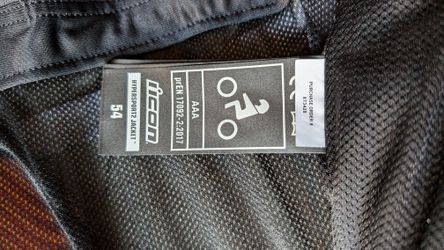 ICON
HYPERSPORT2 JACKET™
54
AAA
prEN 17092-2:2017
PURCHASE ORDER #